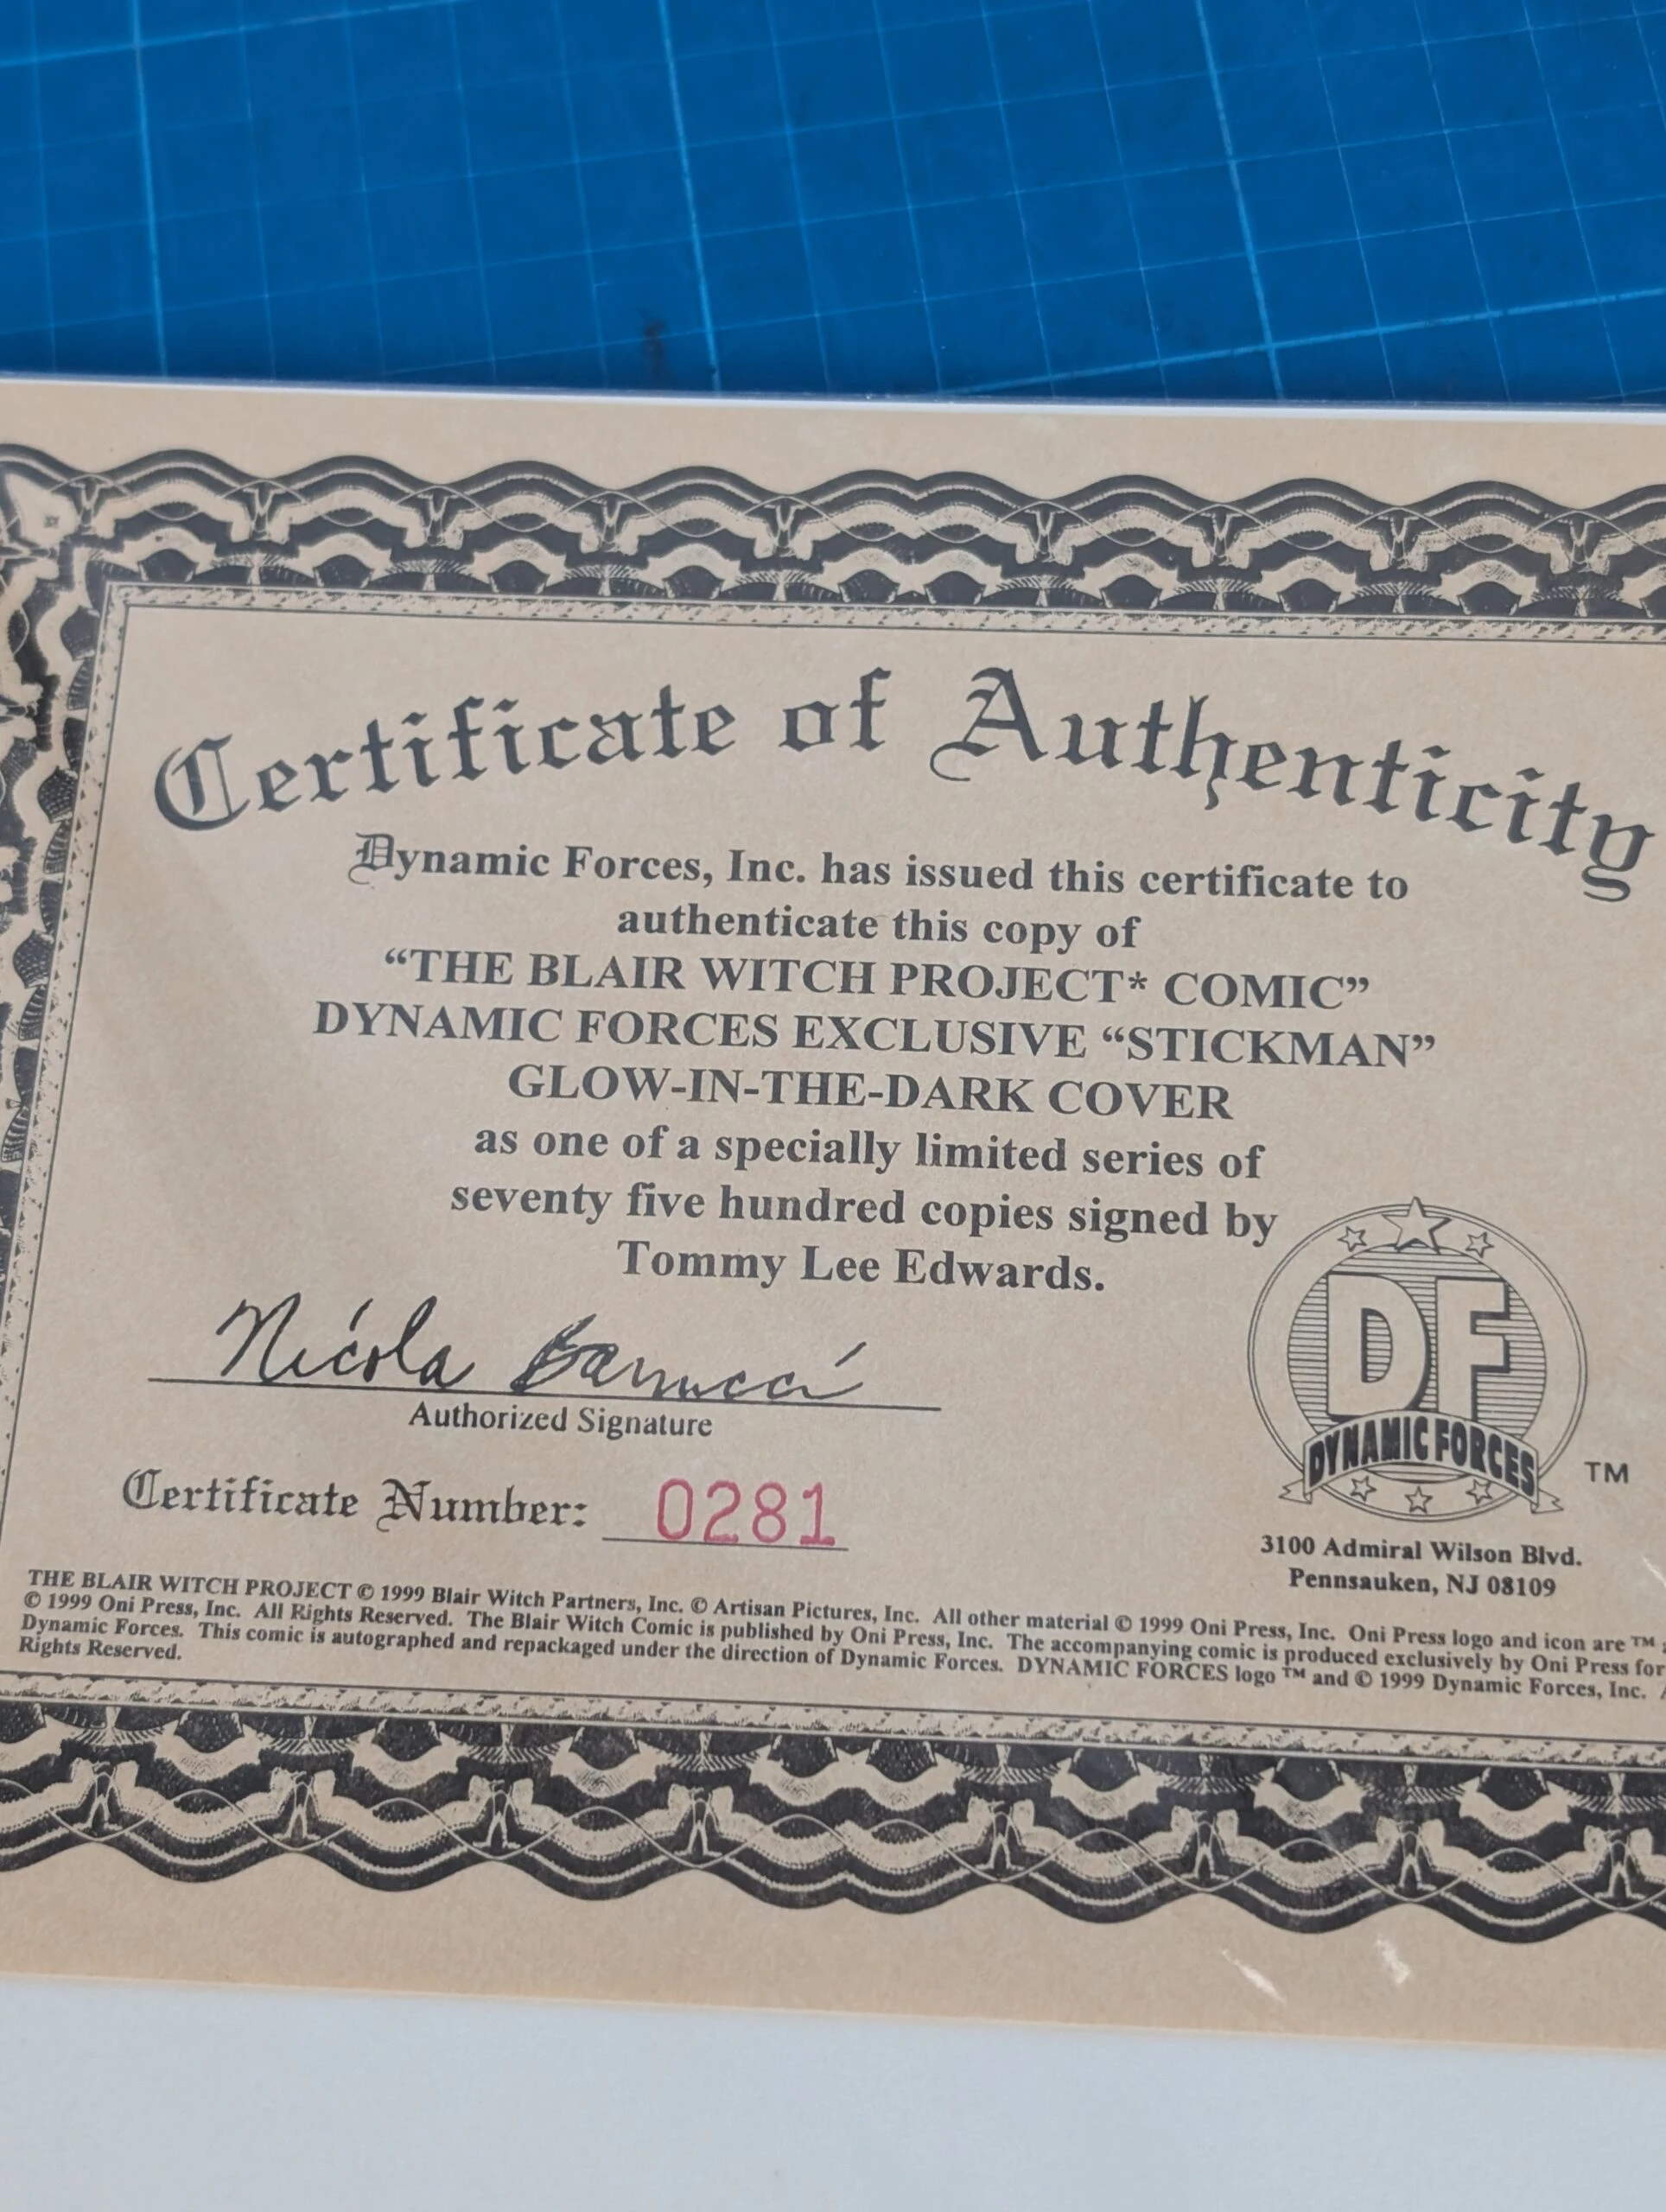 Certificate of Authenticity
Dynamic Forces, Inc. has issued this certificate to
authenticate this copy of
“THE BLAIR WITCH PROJECT* COMIC”
DYNAMIC FORCES EXCLUSIVE “STICKMAN”
GLOW-IN-THE-DARK COVER
as one of a specially limited series of
seventy five hundred copies signed by
Tommy Lee Edwards.
Nicola Barrucci
Authorized Signature
Certificate Number: 0281
DF
DYNAMIC FORCES
TM
3100 Admiral Wilson Blvd.
Pennsauken, NJ 08109
THE BLAIR WITCH PROJECT © 1999 Blair Witch Partners, Inc. © Artisan Pictures, Inc. All other material © 1999 Oni Press, Inc. Oni Press logo and icon are ™
© 1999 Oni Press, Inc. All Rights Reserved. The Blair Witch Comic is published by Oni Press, Inc. The accompanying comic is produced exclusively by Oni Press for
Dynamic Forces. This comic is autographed and repackaged under the direction of Dynamic Forces. DYNAMIC FORCES logo ™ and © 1999 Dynamic Forces, Inc.
Rights Reserved.